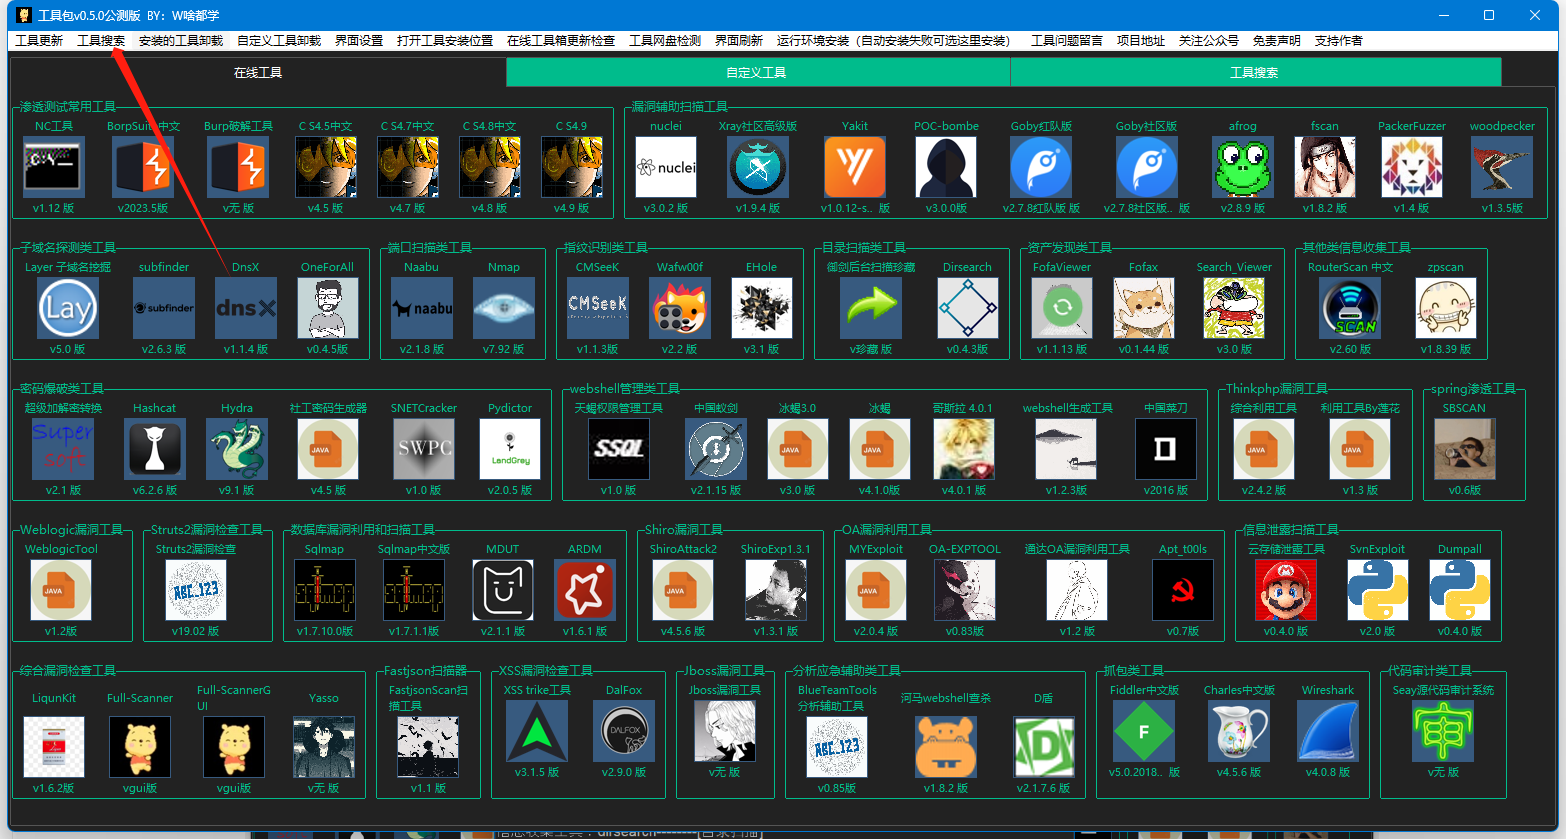 工具包v0.5.0公测版 BY：W啥都学
工具更新 工具搜索 安装的工具卸载 自定义工具卸载 界面设置 打开工具安装位置 在线工具箱更新检查 工具网盘检测 界面刷新 运行环境安装（自动安装失败可选这里安装） 工具问题留言 项目地址 关注公众号 免责声明 支持作者
在线工具 自定义工具 工具搜索
渗透测试常用工具 漏洞辅助扫描工具
NC工具 BorpSuit 中文 Burp破解工具 C S4.5中文 C S4.7中文 C S4.8中文 C S4.9 nuclei Xray社区高级版 Yakit POC-bombe Goby红队版 Goby社区版 afrog fscan PackerFuzzer woodpecker
nuclei
v1.12 版 v2023.5版 v无 版 v4.5 版 v4.7 版 v4.8 版 v4.9 版 v3.0.2 版 v1.9.4 版 v1.0.12-s.. 版 v3.0.0版 v2.7.8红队版 版 v2.7.8社区版.. 版 v2.8.9 版 v1.8.2 版 v1.4 版 v1.3.5版
子域名探测类工具 端口扫描类工具 指纹识别类工具 目录扫描类工具 资产发现类工具 其他类信息收集工具
Layer 子域名挖掘 subfinder DnsX OneForAll Naabu Nmap CMSeeK Wafw00f EHole 御剑后台扫描珍藏 Dirsearch FofaViewer Fofax Search_Viewer RouterScan 中文 zpscan
Lay subfinder dnsX naabu CMSeeK SCAN
v5.0 版 v2.6.3 版 v1.1.4 版 v0.4.5版 v2.1.8 版 v7.92 版 v1.1.3版 v2.2 版 v3.1 版 v珍藏 版 v0.4.3版 v1.1.13 版 v0.1.44 版 v3.0 版 v2.60 版 v1.8.39 版
密码爆破类工具 webshell管理类工具 Thinkphp漏洞工具 spring渗透工具
超级加解密转换 Hashcat Hydra 社工密码生成器 SNETCracker Pydictor 天蝎权限管理工具 中国蚁剑 冰蝎3.0 冰蝎 哥斯拉 4.0.1 webshell生成工具 中国菜刀 综合利用工具 利用工具By莲花 SBSCAN
Super soft JAVA SWPC LandGrey SSQL JAVA JAVA JAVA JAVA
v2.1 版 v6.2.6 版 v9.1 版 v4.5 版 v1.0 版 v2.0.5 版 v1.0 版 v2.1.15 版 v3.0 版 v4.1.0版 v4.0.1 版 v1.2.3版 v2016 版 v2.4.2 版 v1.3 版 v0.6版
Weblogic漏洞工具 Struts2漏洞检查工具 数据库漏洞利用和扫描工具 Shiro漏洞工具 OA漏洞利用工具 信息泄露扫描工具
WeblogicTool Struts2漏洞检查 Sqlmap Sqlmap中文版 MDUT ARDM ShiroAttack2 ShiroExp1.3.1 MYExploit OA-EXPTOOL 通达OA漏洞利用工具 Apt_t00ls 云存储泄露工具 SvnExploit Dumpall
JAVA ABC_123 JAVA JAVA
v1.2版 v19.02 版 v1.7.10.0版 v1.7.1.1版 v2.1.1 版 v1.6.1 版 v4.5.6 版 v1.3.1 版 v2.0.4 版 v0.83版 v1.2 版 v0.7版 v0.4.0 版 v2.0 版 v0.4.0 版
综合漏洞检查工具 Fastjson扫描器 XSS漏洞检查工具 Jboss漏洞工具 分析应急辅助类工具 抓包类工具 代码审计类工具
LiqunKit Full-Scanner Full-ScannerG UI Yasso FastjsonScan扫描工具 XSS trike工具 DalFox Jboss漏洞工具 BlueTeamTools 分析辅助工具 河马webshell查杀 D盾 Fiddler中文版 Charles中文版 Wireshark Seay源代码审计系统
DALFOX ABC_123 D F 审
v1.6.2版 vgui版 vgui版 v无 版 v1.1 版 v3.1.5 版 v2.9.0 版 v无 版 v0.85版 v1.8.2 版 v2.1.7.6 版 v5.0.2018.. 版 v4.5.6 版 v4.0.8 版 v无 版